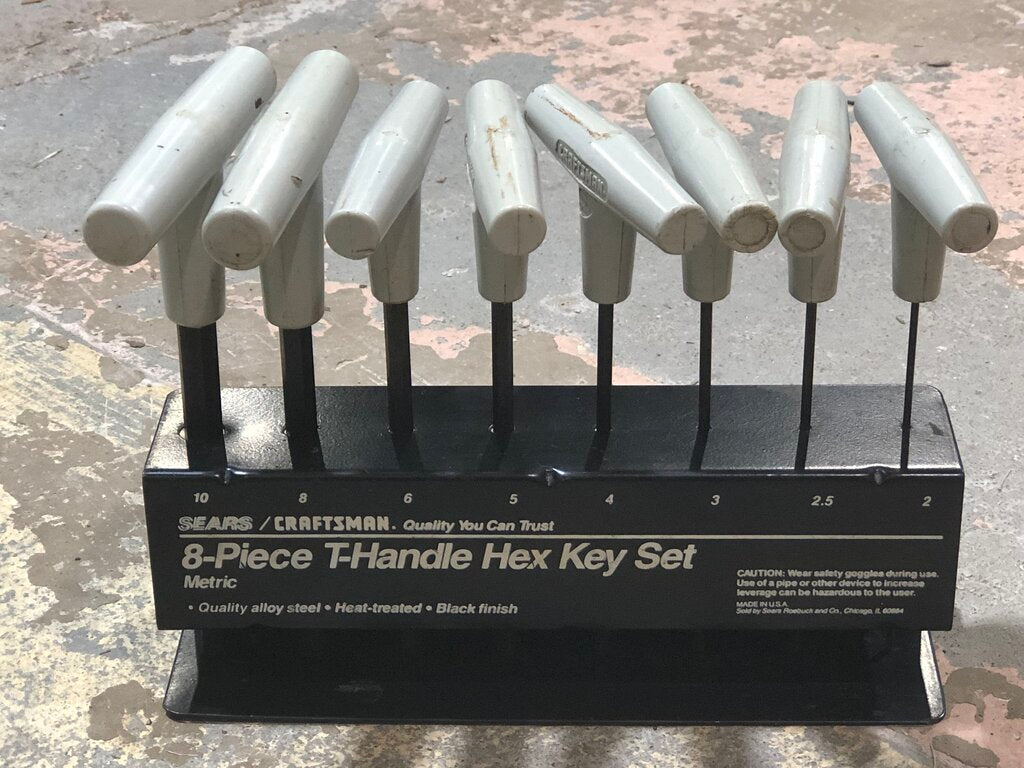 CRAFTSMAN
10 8 6 5 4 3 2.5 2
SEARS / CRAFTSMAN. Quality You Can Trust
8-Piece T-Handle Hex Key Set
Metric
• Quality alloy steel • Heat-treated • Black finish
CAUTION: Wear safety goggles during use.
Use of a pipe or other device to increase
leverage can be hazardous to the user.
MADE IN U.S.A.
Sold by Sears Roebuck and Co., Chicago, IL 60684